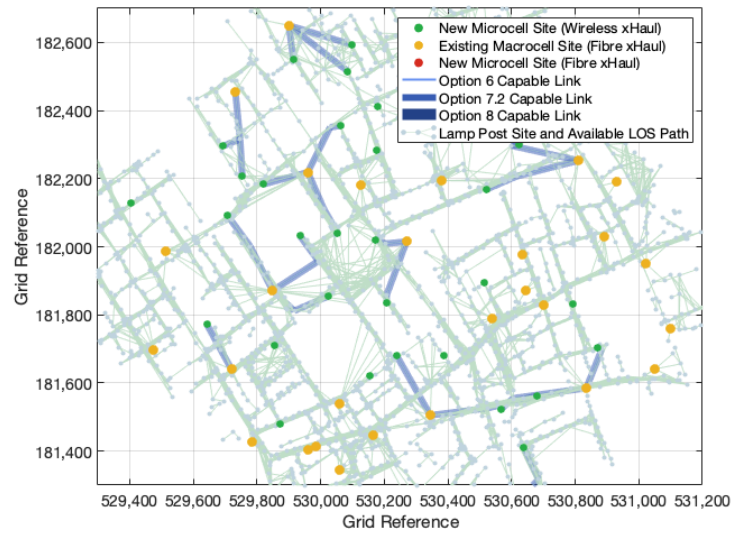 New Microcell Site (Wireless xHaul)
Existing Macrocell Site (Fibre xHaul)
New Microcell Site (Fibre xHaul)
Option 6 Capable Link
Option 7.2 Capable Link
Option 8 Capable Link
Lamp Post Site and Available LOS Path
182,600
182,400
182,200
182,000
181,800
181,600
181,400
Grid Reference
529,400 529,600 529,800 530,000 530,200 530,400 530,600 530,800 531,000 531,200
Grid Reference